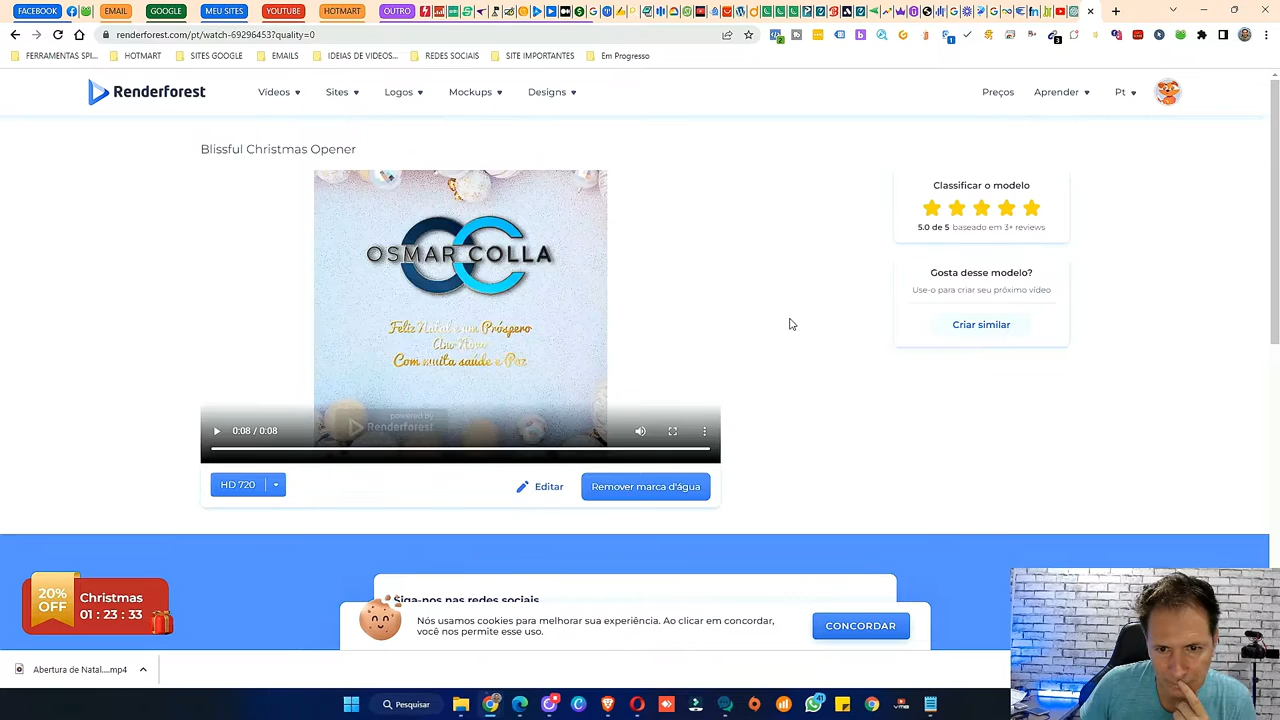 FACEBOOK EMAIL GOOGLE MEU SITES YOUTUBE HOTMART OUTRO
renderforest.com/pt/watch-69296453?quality=0
FERRAMENTAS SPI... HOTMART SITES GOOGLE EMAILS IDEIAS DE VIDEOS... REDES SOCIAIS SITE IMPORTANTES Em Progresso
Renderforest Vídeos Sites Logos Mockups Designs Preços Aprender Pt
Blissful Christmas Opener
OSMAR COLLA
Feliz Natal e um Próspero
Ano Novo
Com muita saúde e Paz
powered by
Renderforest
0:08 / 0:08
HD 720 Editar Remover marca d'água
Classificar o modelo
5.0 de 5 baseado em 3+ reviews
Gosta desse modelo?
Use-o para criar seu próximo vídeo
Criar similar
20%
OFF
Christmas
01 : 23 : 33
Siga-nos nas redes sociais
Nós usamos cookies para melhorar sua experiência. Ao clicar em concordar,
você nos permite esse uso.
CONCORDAR
Abertura de Natal....mp4
Pesquisar
41